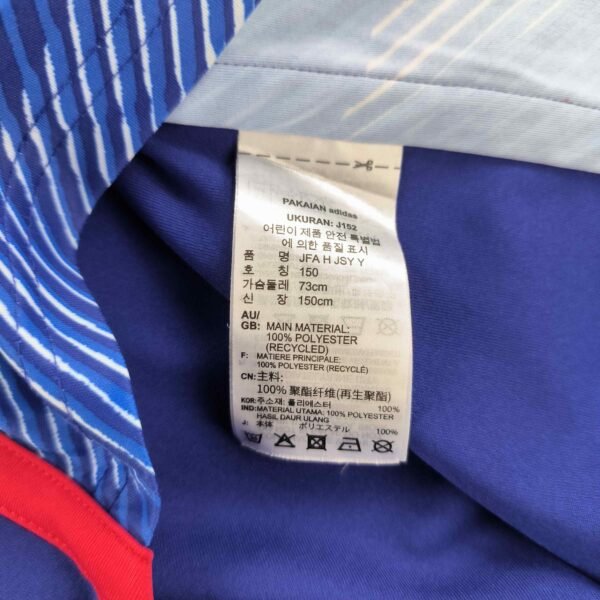 PAKAIAN adidas
UKURAN: J152
어린이 제품 안전 특별법
에 의한 품질 표시
품 명 JFA H JSY Y
호 칭 150
가슴둘레 73cm
신 장 150cm
AU/
GB: MAIN MATERIAL:
100% POLYESTER
(RECYCLED)
F: MATIERE PRINCIPALE:
100% POLYESTER (RECYCLÉ)
CN: 主料:
100% 聚酯纤维(再生聚酯)
KOR: 주소재: 폴리에스터 100%
IND: MATERIAL UTAMA: 100% POLYESTER
HASIL DAUR ULANG
J: 本体 ポリエステル 100%